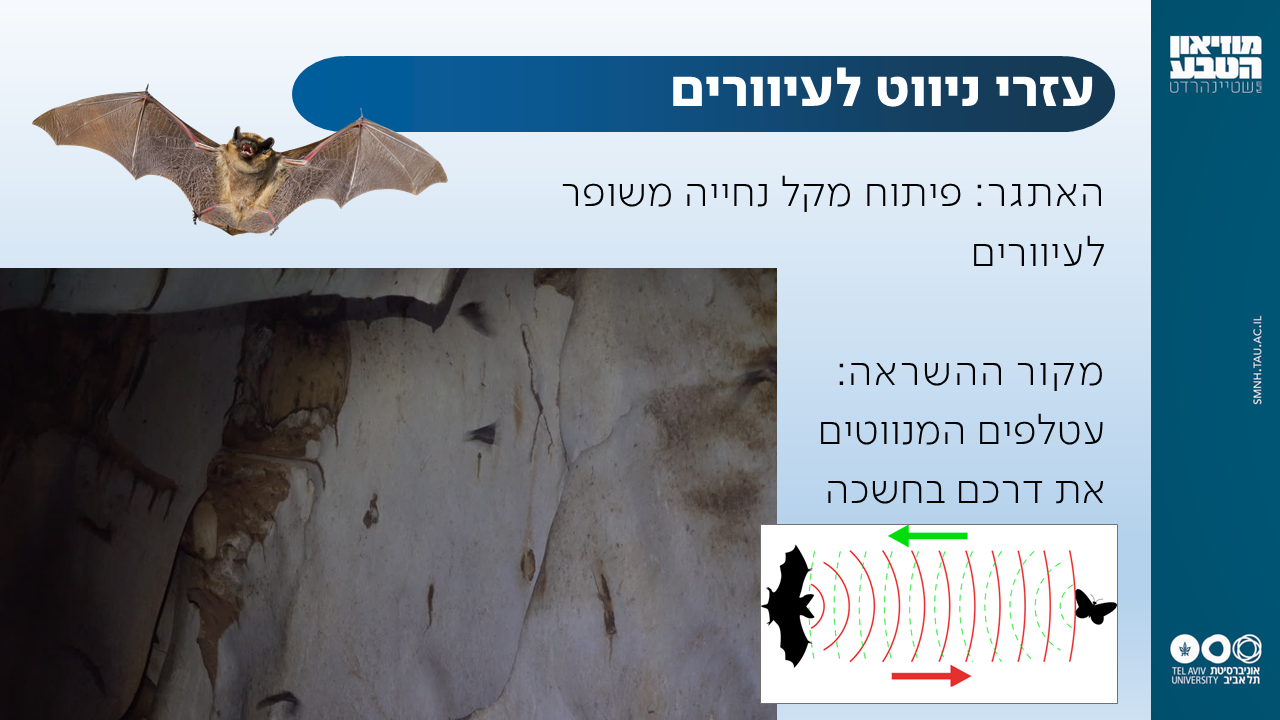 עזרי ניווט לעיוורים
האתגר: פיתוח מקל נחייה משופר
לעיוורים
מקור ההשראה:
עטלפים המנווטים
את דרכם בחשכה
מוזיאון
הטבע
שטיינהרדט
SMNH.TAU.AC.IL
TEL AVIV UNIVERSITY
אוניברסיטת תל אביב